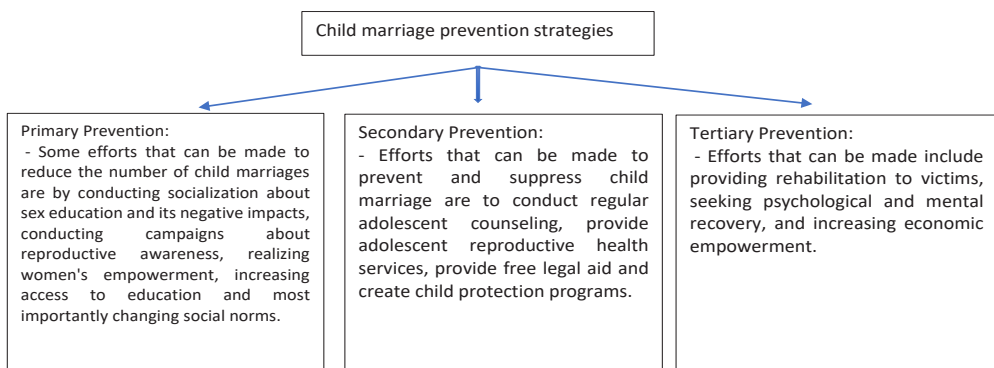 Child marriage prevention strategies
Primary Prevention:
- Some efforts that can be made to
reduce the number of child marriages
are by conducting socialization about
sex education and its negative impacts,
conducting campaigns about
reproductive awareness, realizing
women's empowerment, increasing
access to education and most
importantly changing social norms.
Secondary Prevention:
- Efforts that can be made to
prevent and suppress child
marriage are to conduct regular
adolescent counseling, provide
adolescent reproductive health
services, provide free legal aid and
create child protection programs.
Tertiary Prevention:
- Efforts that can be made include
providing rehabilitation to victims,
seeking psychological and mental
recovery, and increasing economic
empowerment.